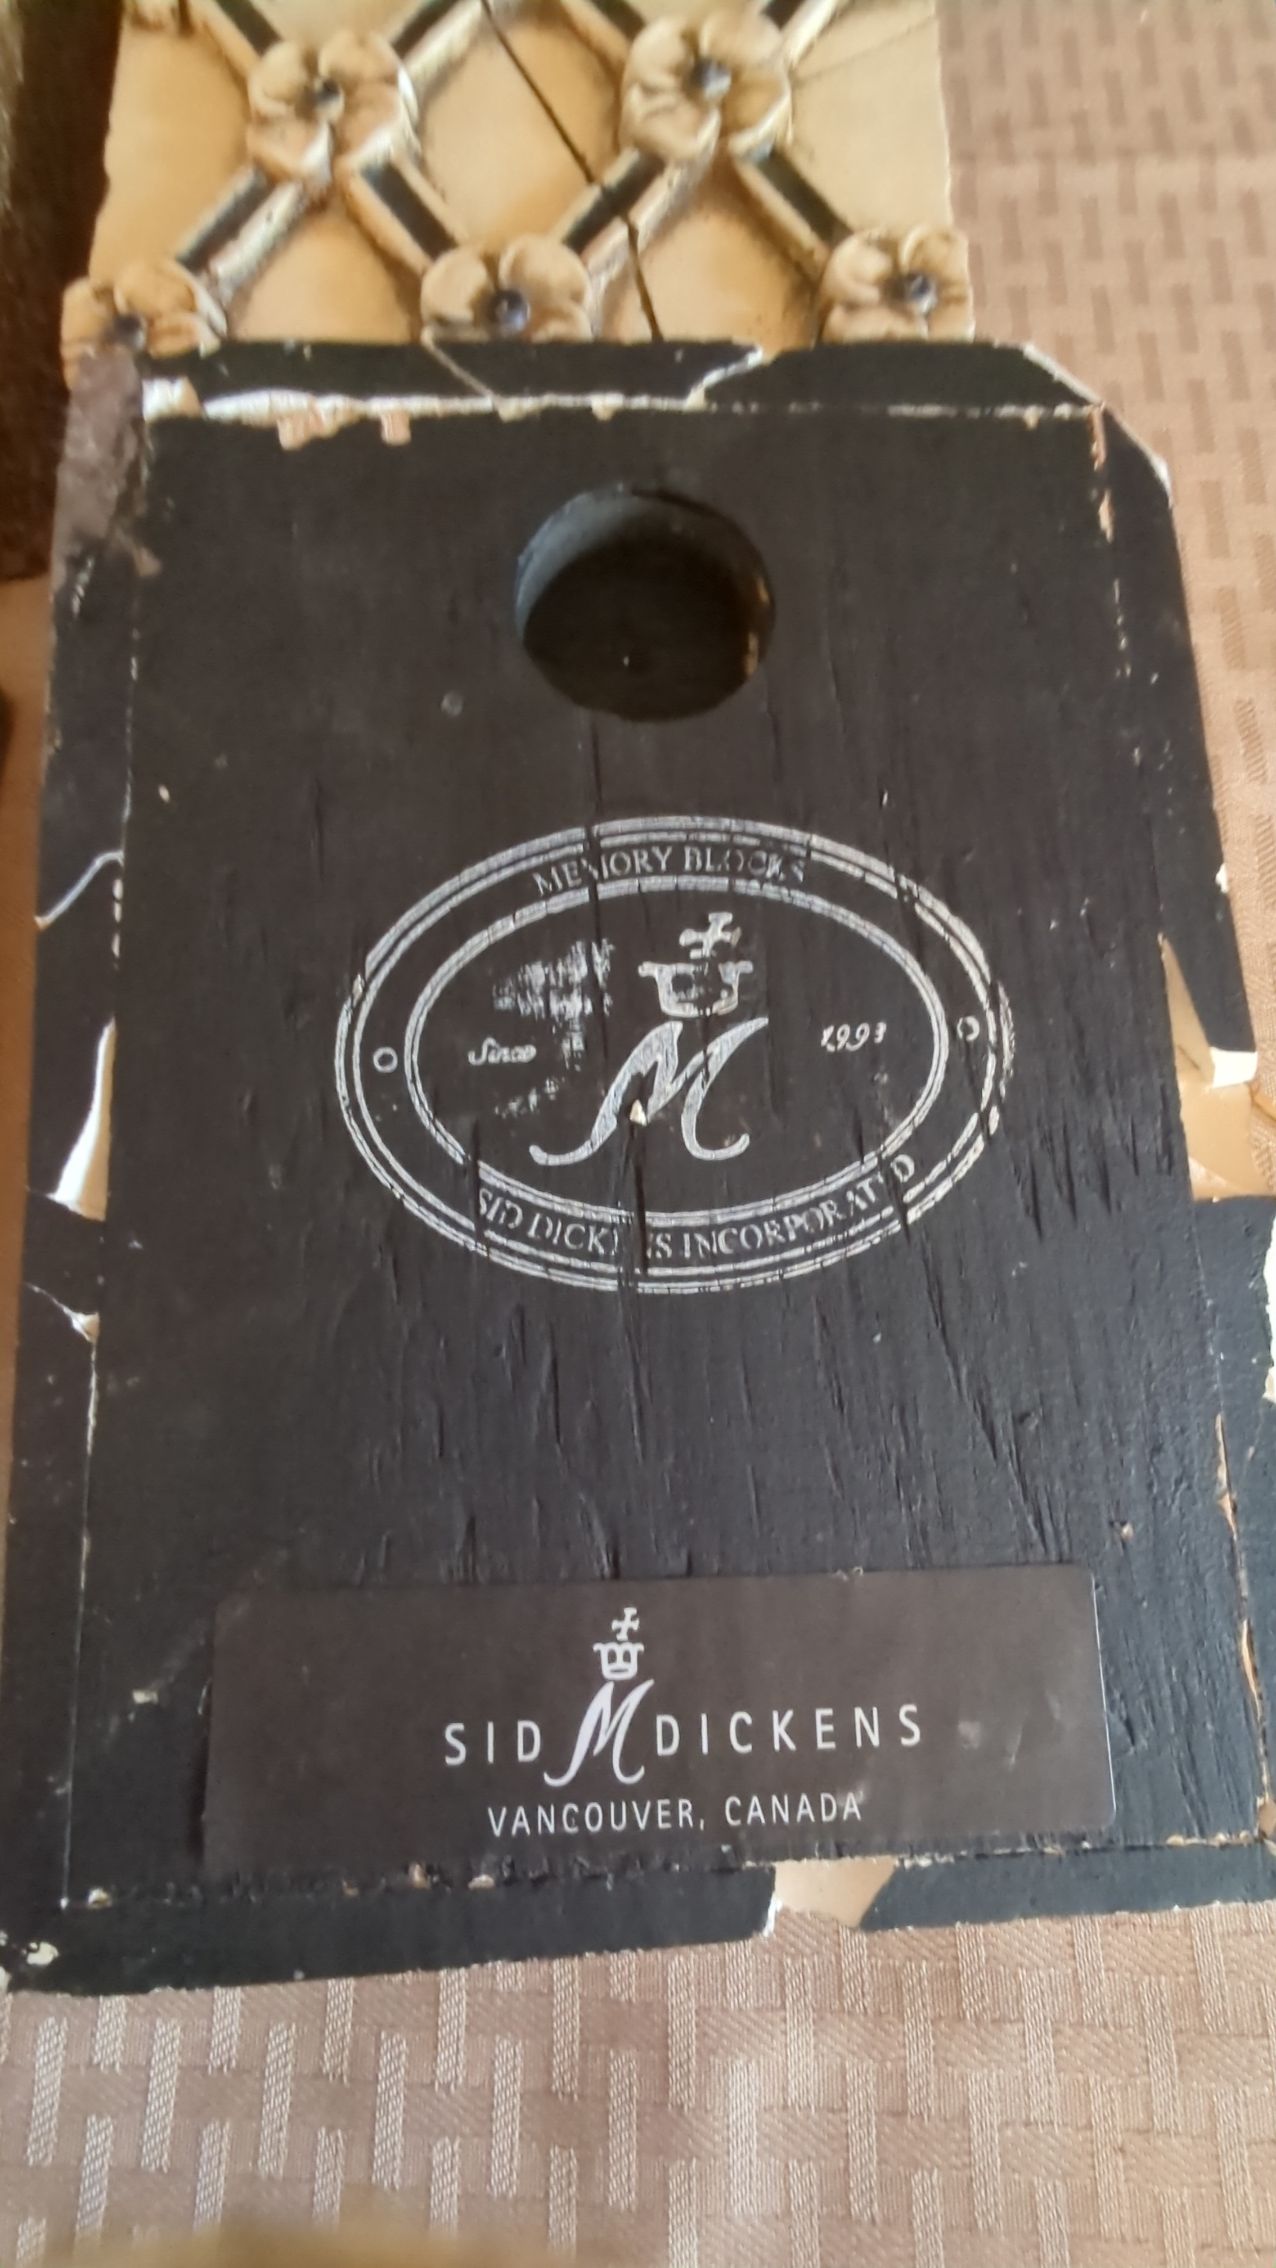 MEMORY BLOCKS
Since M 1993
SID DICKENS INCORPORATED
SID M DICKENS
VANCOUVER, CANADA